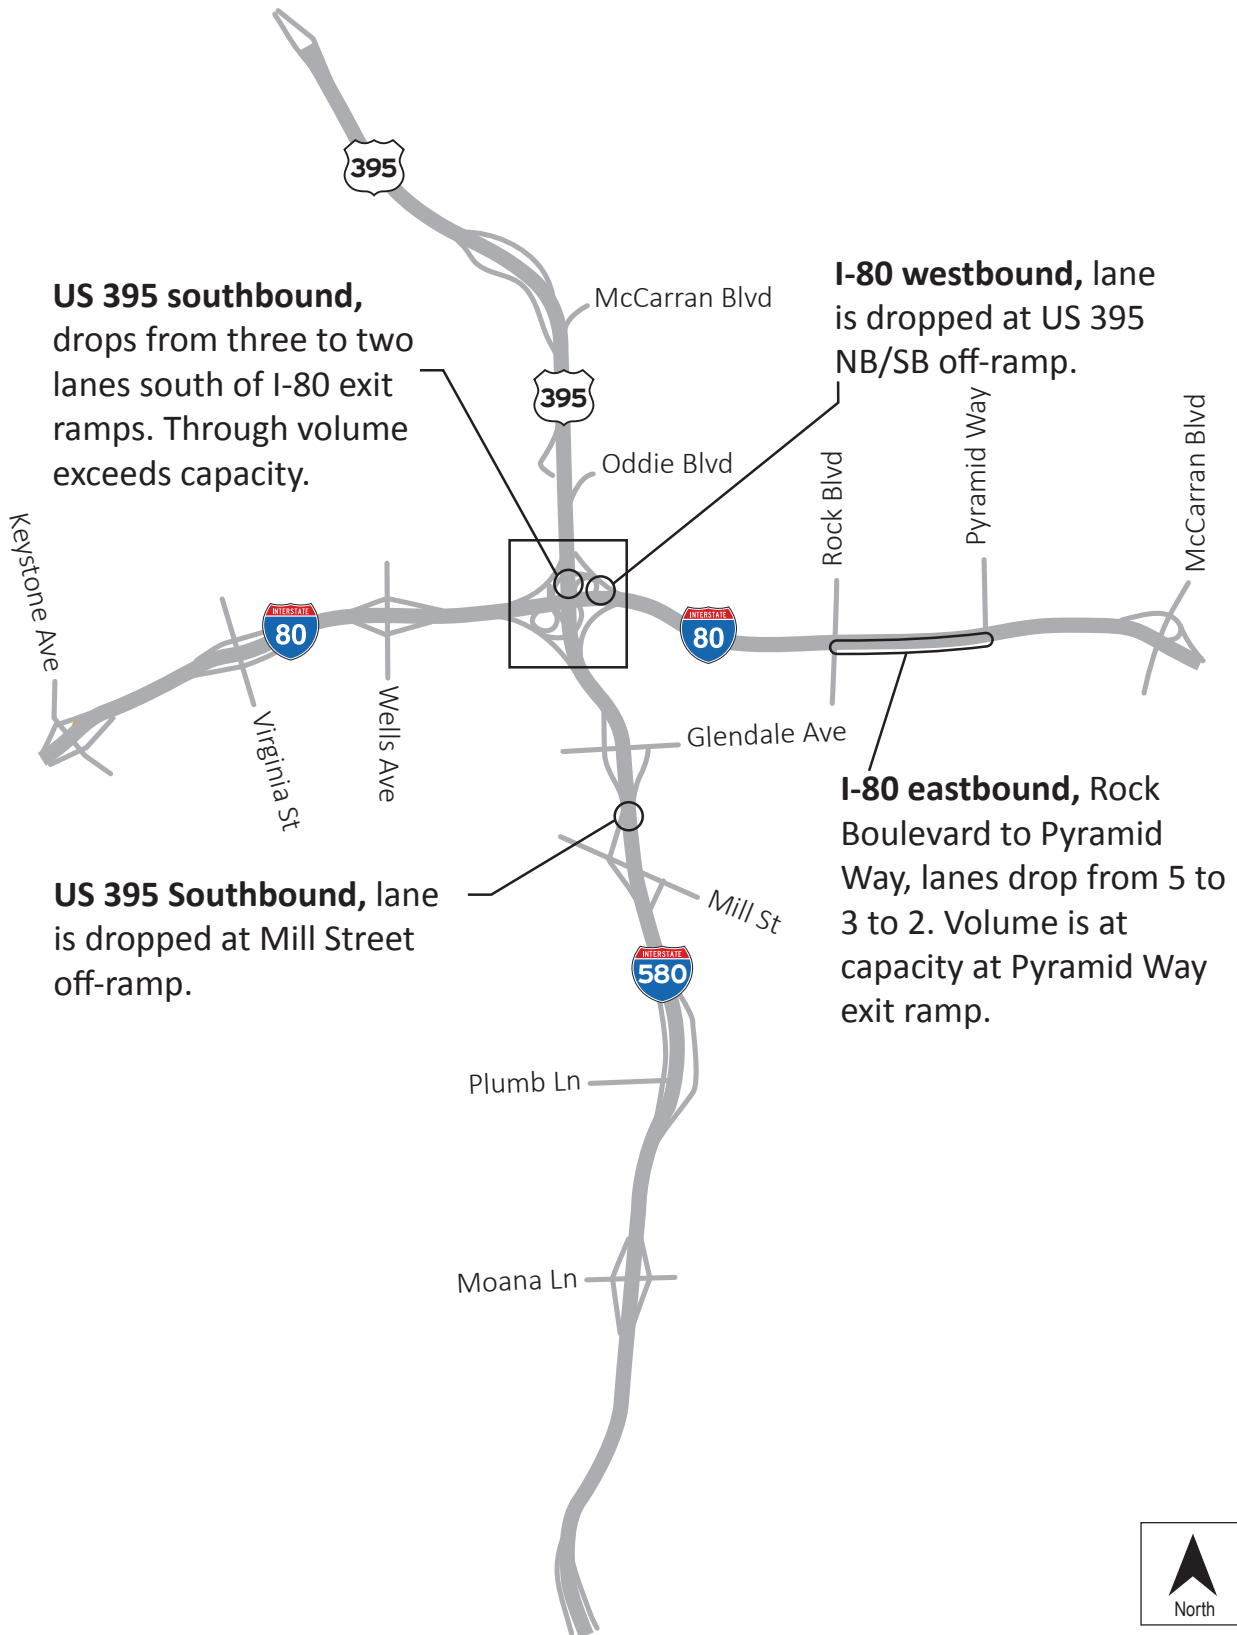 395
US 395 southbound,
drops from three to two
lanes south of I-80 exit
ramps. Through volume
exceeds capacity.
McCarran Blvd
I-80 westbound, lane
is dropped at US 395
NB/SB off-ramp.
395
Oddie Blvd
Rock Blvd
Pyramid Way
McCarran Blvd
Keystone Ave
INTERSTATE
80
INTERSTATE
80
Virginia St
Wells Ave
Glendale Ave
I-80 eastbound, Rock
Boulevard to Pyramid
Way, lanes drop from 5 to
3 to 2. Volume is at
capacity at Pyramid Way
exit ramp.
US 395 Southbound, lane
is dropped at Mill Street
off-ramp.
Mill St
INTERSTATE
580
Plumb Ln
Moana Ln
North